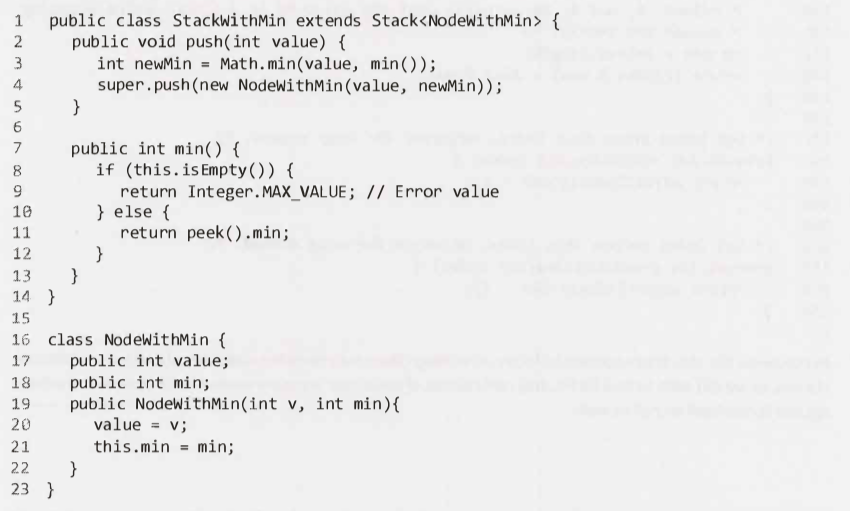 1 public class StackWithMin extends Stack<NodeWithMin> {
2 public void push(int value) {
3 int newMin = Math.min(value, min());
4 super.push(new NodeWithMin(value, newMin));
5 }
6
7 public int min() {
8 if (this.isEmpty()) {
9 return Integer.MAX_VALUE; // Error value
10 } else {
11 return peek().min;
12 }
13 }
14 }
15
16 class NodeWithMin {
17 public int value;
18 public int min;
19 public NodeWithMin(int v, int min){
20 value = v;
21 this.min = min;
22 }
23 }